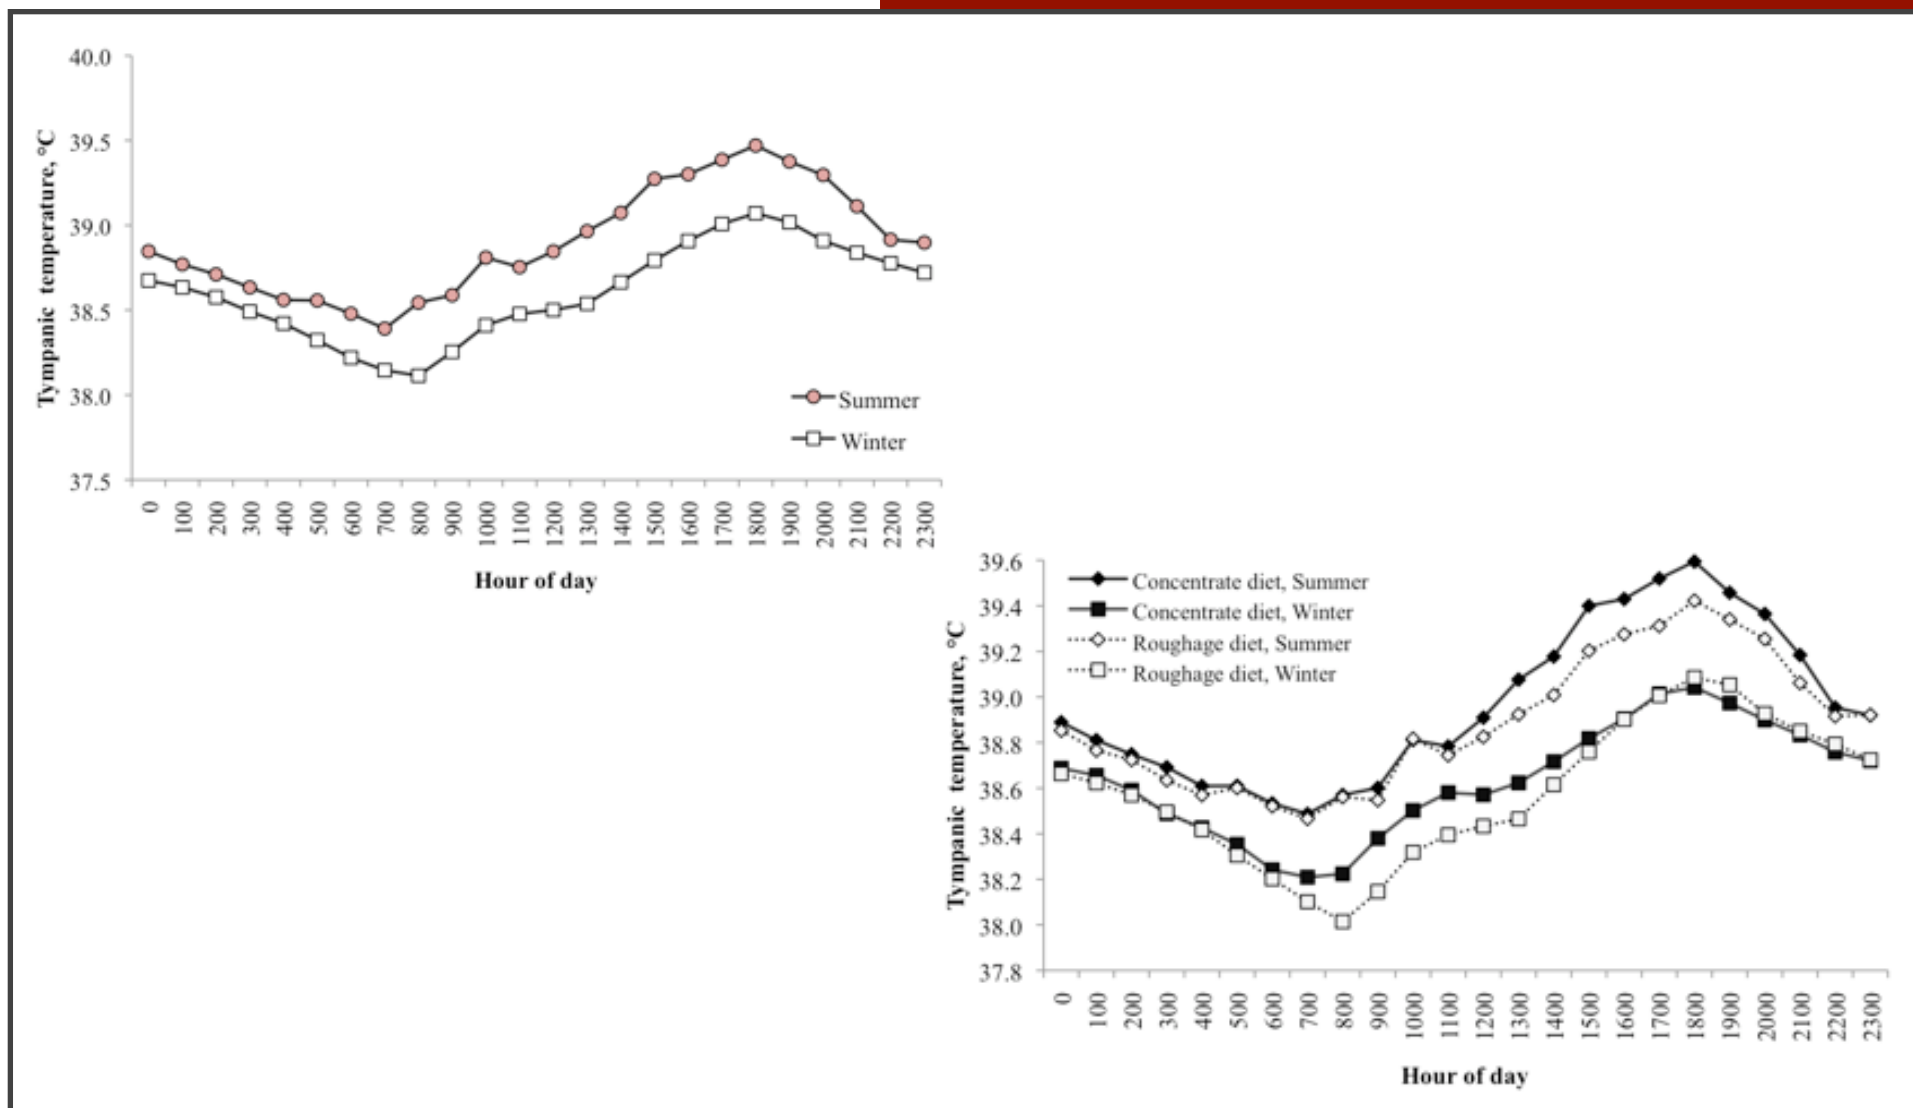 40.0
39.5
39.0
38.5
38.0
37.5
Tympanic temperature, °C
Summer
Winter
0 100 200 300 400 500 600 700 800 900 1000 1100 1200 1300 1400 1500 1600 1700 1800 1900 2000 2100 2200 2300
Hour of day
39.6
39.4
39.2
39.0
38.8
38.6
38.4
38.2
38.0
37.8
Tympanic temperature, °C
Concentrate diet, Summer
Concentrate diet, Winter
Roughage diet, Summer
Roughage diet, Winter
0 100 200 300 400 500 600 700 800 900 1000 1100 1200 1300 1400 1500 1600 1700 1800 1900 2000 2100 2200 2300
Hour of day